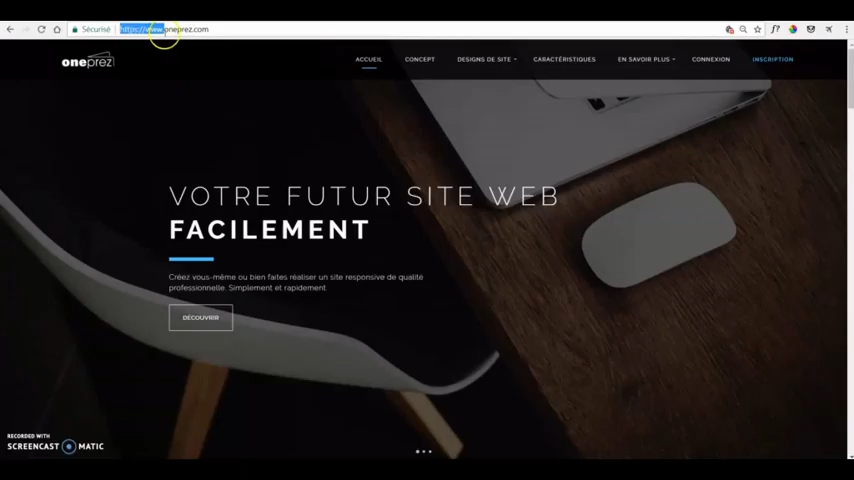 Sécurisé https://www.oneprez.com
oneprez
ACCUEIL CONCEPT DESIGNS DE SITE CARACTÉRISTIQUES EN SAVOIR PLUS CONNEXION INSCRIPTION
VOTRE FUTUR SITE WEB
FACILEMENT
Créez vous-même ou bien faites réaliser un site responsive de qualité
professionnelle. Simplement et rapidement
DÉCOUVRIR
RECORDED WITH
SCREENCAST MATIC